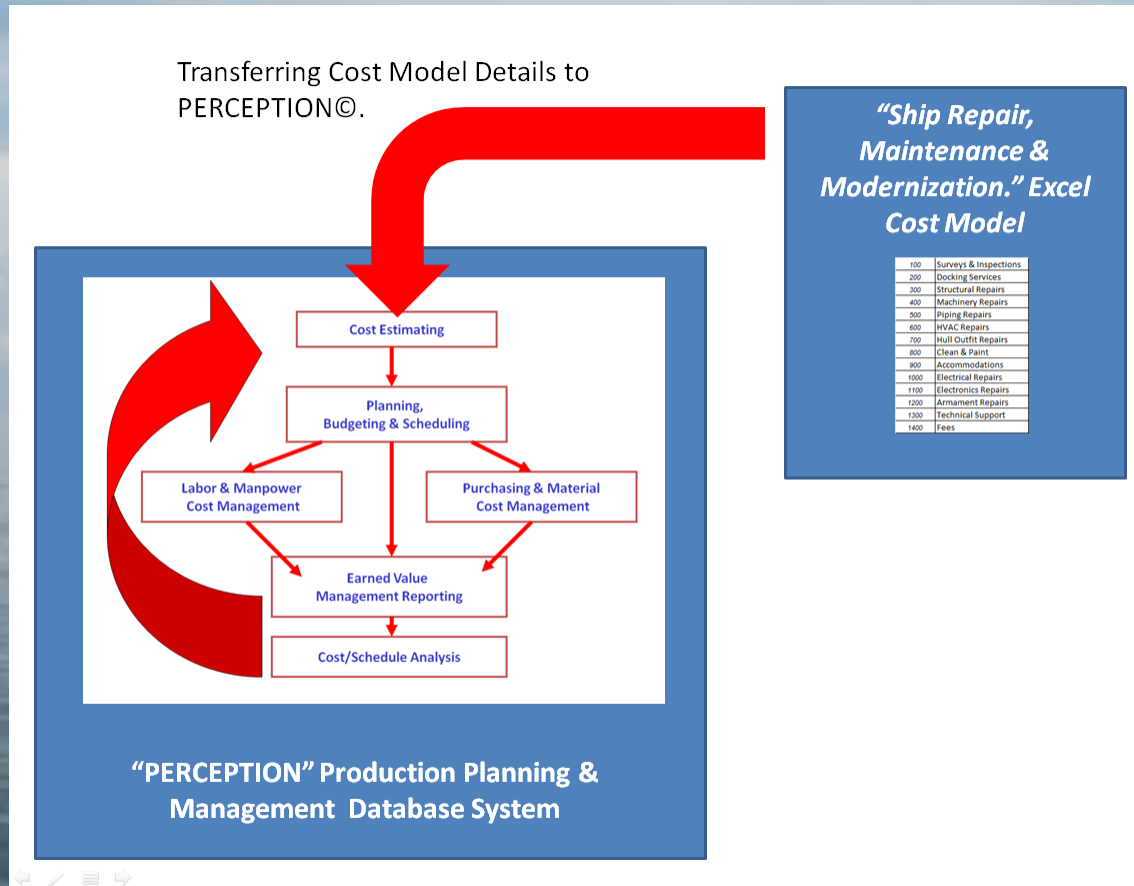 Transferring Cost Model Details to
PERCEPTION©.
“Ship Repair,
Maintenance &
Modernization.” Excel
Cost Model
100 Surveys & Inspections
200 Docking Services
300 Structural Repairs
400 Machinery Repairs
500 Piping Repairs
600 HVAC Repairs
700 Hull Outfit Repairs
800 Clean & Paint
900 Accommodations
1000 Electrical Repairs
1100 Electronics Repairs
1200 Armament Repairs
1300 Technical Support
1400 Fees
Cost Estimating
Planning,
Budgeting & Scheduling
Labor & Manpower
Cost Management
Purchasing & Material
Cost Management
Earned Value
Management Reporting
Cost/Schedule Analysis
“PERCEPTION” Production Planning &
Management Database System